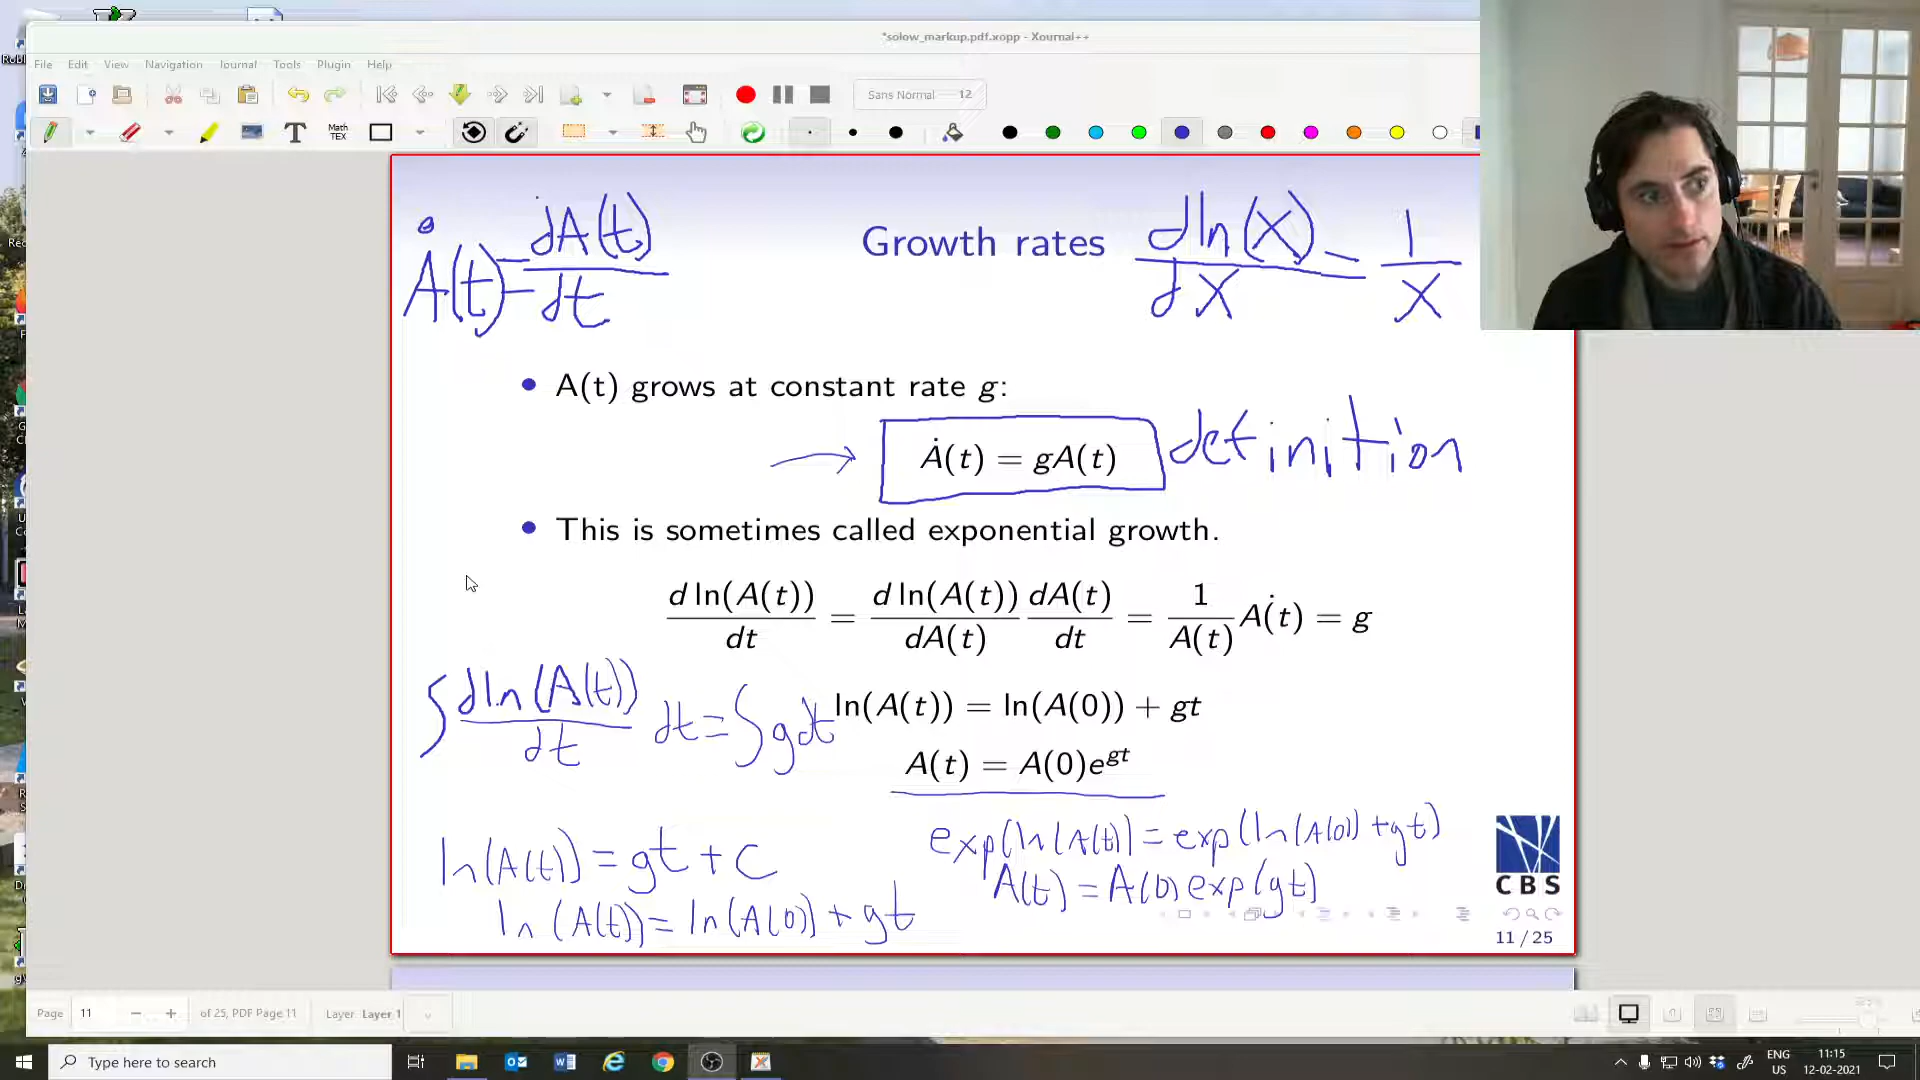 *solow_markup.pdf.xopp - Xournal++
File Edit View Navigation Journal Tools Plugin Help
Sans Normal 12
Math
TEX
Ȧ(t) = dA(t)/dt
Growth rates
dln(X)/dX = 1/X
• A(t) grows at constant rate g:
→ Ȧ(t) = gA(t) definition
• This is sometimes called exponential growth.
d ln(A(t))/dt = d ln(A(t))/dA(t) dA(t)/dt = 1/A(t) Ȧ(t) = g
∫ dln(A(t))/dt dt = ∫ g dt
ln(A(t)) = ln(A(0)) + gt
A(t) = A(0)e^gt
exp(ln(A(t)) = exp(ln(A(0)) + gt)
ln(A(t)) = gt + c
A(t) = A(0) exp(gt)
ln(A(t)) = ln(A(0)) + gt
CBS
11 / 25
Page 11 − + of 25, PDF Page 11 Layer Layer 1
Type here to search
ENG
US
11:15
12-02-2021